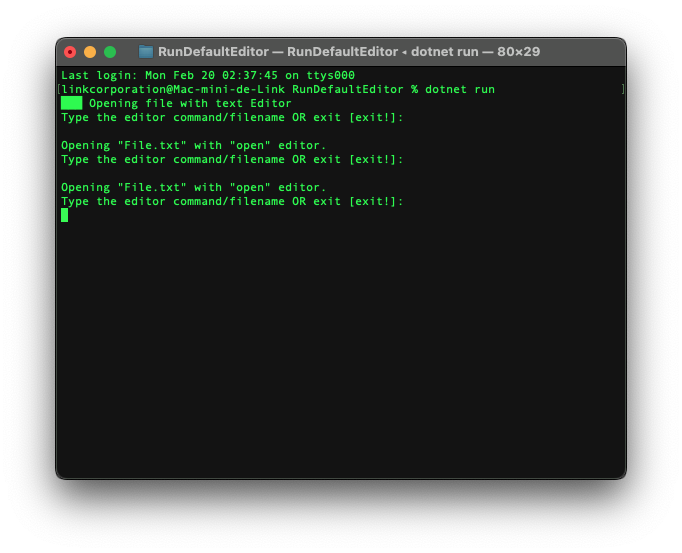 RunDefaultEditor — RunDefaultEditor ◂ dotnet run — 80×29
Last login: Mon Feb 20 02:37:45 on ttys000
[linkcorporation@Mac-mini-de-Link RunDefaultEditor % dotnet run ]
Opening file with text Editor
Type the editor command/filename OR exit [exit!]:
Opening "File.txt" with "open" editor.
Type the editor command/filename OR exit [exit!]:
Opening "File.txt" with "open" editor.
Type the editor command/filename OR exit [exit!]: